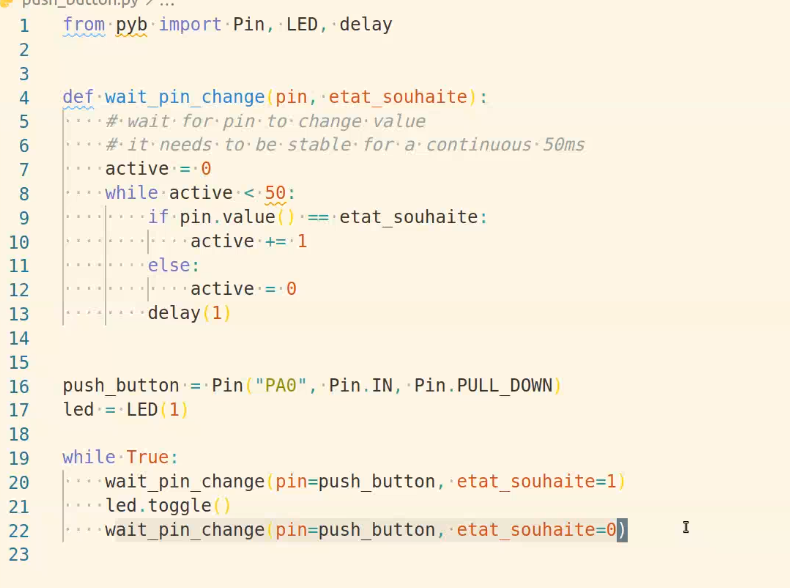 push_button.py > ...
1 from pyb import Pin, LED, delay
2
3
4 def wait_pin_change(pin, etat_souhaite):
5     # wait for pin to change value
6     # it needs to be stable for a continuous 50ms
7     active = 0
8     while active < 50:
9         if pin.value() == etat_souhaite:
10             active += 1
11         else:
12             active = 0
13         delay(1)
14
15
16 push_button = Pin("PA0", Pin.IN, Pin.PULL_DOWN)
17 led = LED(1)
18
19 while True:
20     wait_pin_change(pin=push_button, etat_souhaite=1)
21     led.toggle()
22     wait_pin_change(pin=push_button, etat_souhaite=0)
23